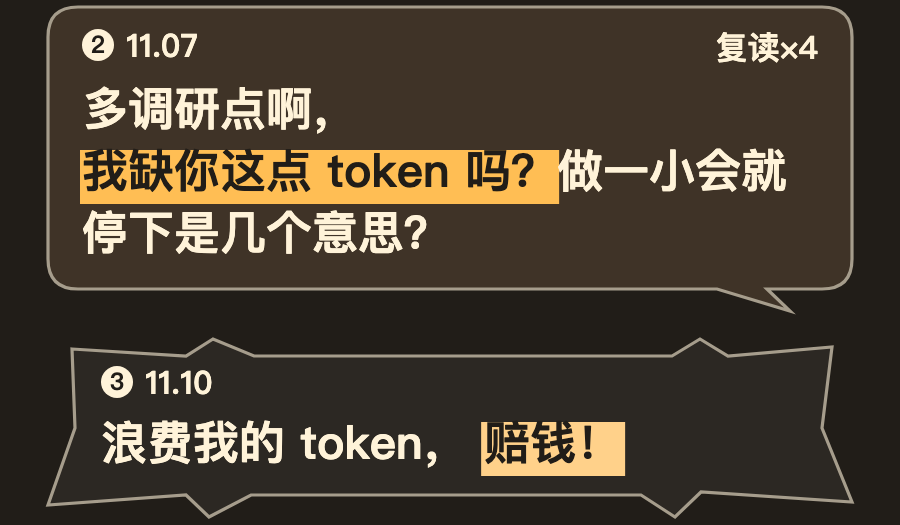 ② 11.07
复读×4
多调研点啊，
我缺你这点 token 吗？做一小会就
停下是几个意思？
③ 11.10
浪费我的 token，赔钱！